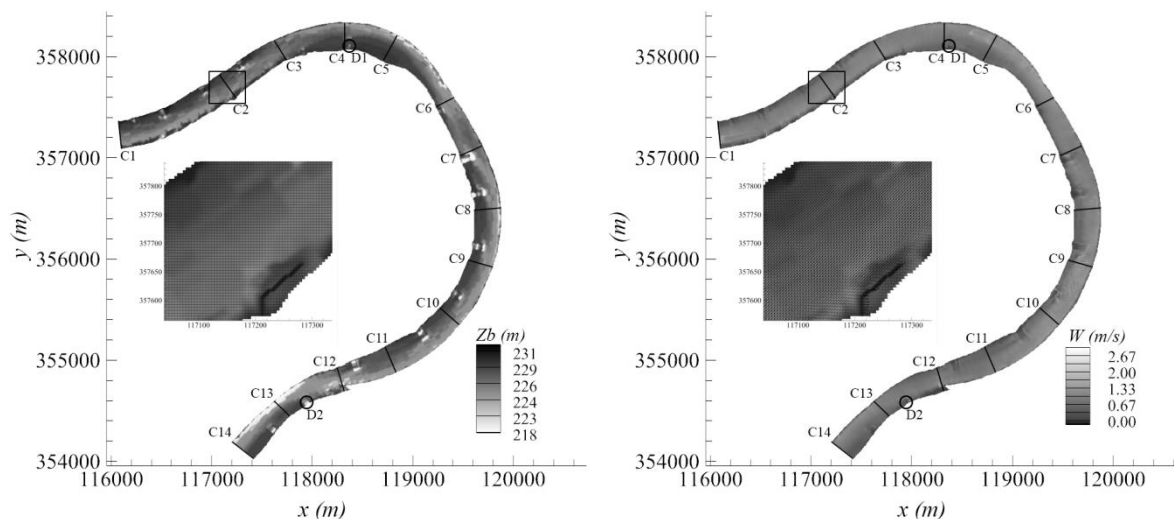 358000
357000
356000
355000
354000
y (m)
116000 117000 118000 119000 120000
x (m)
C1
C2
C3
C4
D1
C5
C6
C7
C8
C9
C10
C11
C12
C13
D2
C14
357800
357750
357700
357650
357600
117100 117200 117300
Zb (m)
231
229
226
224
223
218
358000
357000
356000
355000
354000
y (m)
116000 117000 118000 119000 120000
x (m)
C1
C2
C3
C4
D1
C5
C6
C7
C8
C9
C10
C11
C12
C13
D2
C14
357800
357750
357700
357650
357600
117100 117200 117300
W (m/s)
2.67
2.00
1.33
0.67
0.00